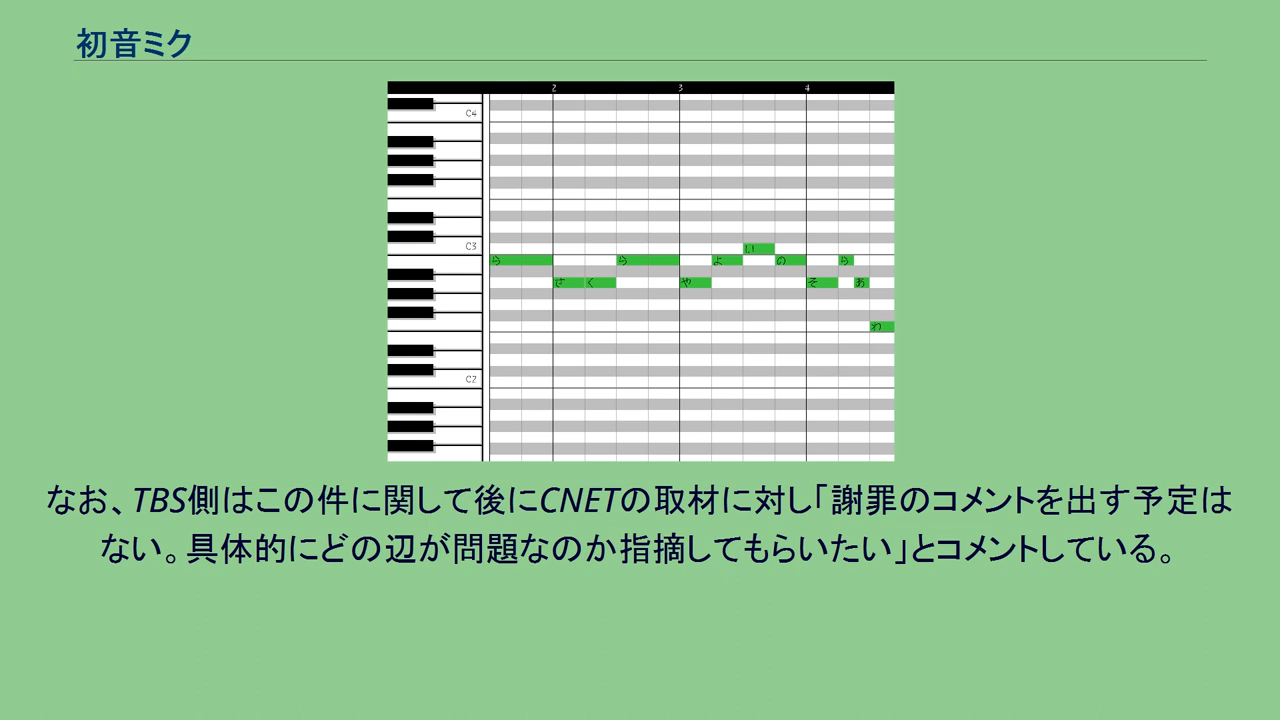 初音ミク
2 3 4
C4
C3
い
ら ら よ の ら
さ く や そ あ
わ
C2
なお、TBS側はこの件に関して後にCNETの取材に対し「謝罪のコメントを出す予定は
ない。具体的にどの辺が問題なのか指摘してもらいたい」とコメントしている。